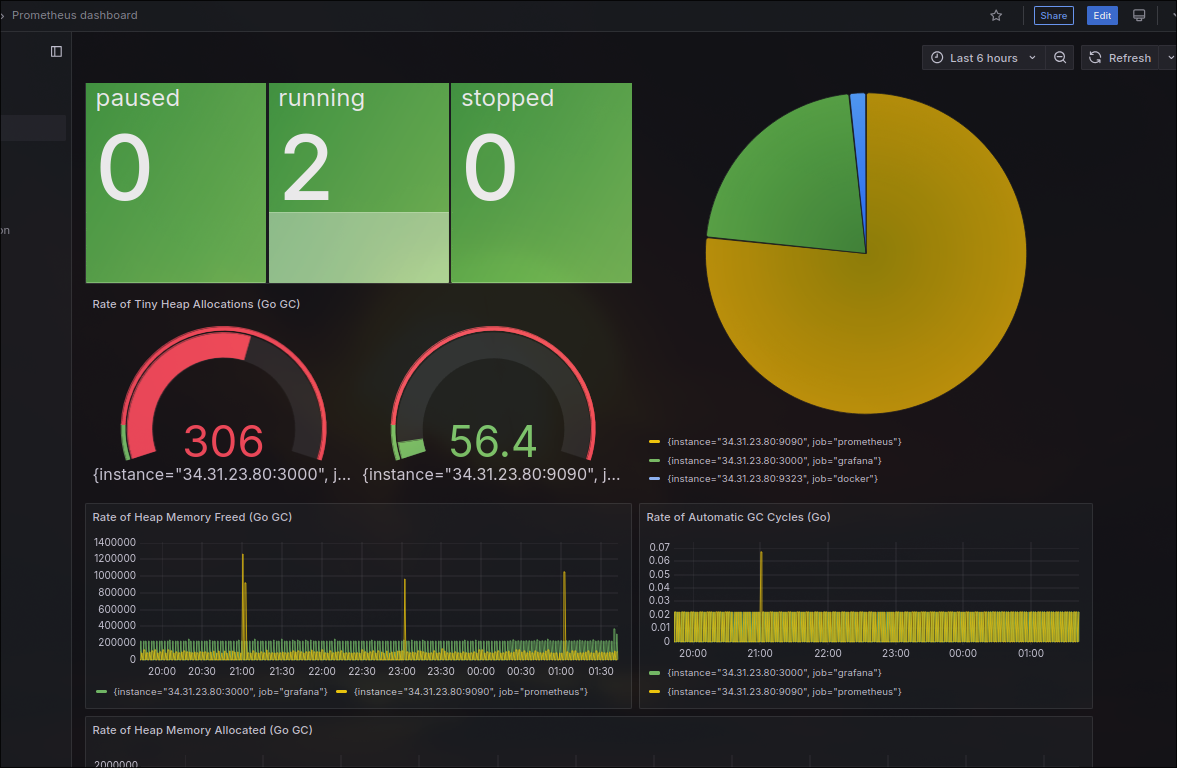 Prometheus dashboard
Share
Edit
Last 6 hours
Refresh
on
paused
0
running
2
stopped
0
Rate of Tiny Heap Allocations (Go GC)
306
{instance="34.31.23.80:3000", j...
56.4
{instance="34.31.23.80:9090", j...
{instance="34.31.23.80:9090", job="prometheus"}
{instance="34.31.23.80:3000", job="grafana"}
{instance="34.31.23.80:9323", job="docker"}
Rate of Heap Memory Freed (Go GC)
1400000
1200000
1000000
800000
600000
400000
200000
0
20:00 20:30 21:00 21:30 22:00 22:30 23:00 23:30 00:00 00:30 01:00 01:30
{instance="34.31.23.80:3000", job="grafana"} {instance="34.31.23.80:9090", job="prometheus"}
Rate of Automatic GC Cycles (Go)
0.07
0.06
0.05
0.04
0.03
0.02
0.01
0
20:00 21:00 22:00 23:00 00:00 01:00
{instance="34.31.23.80:3000", job="grafana"}
{instance="34.31.23.80:9090", job="prometheus"}
Rate of Heap Memory Allocated (Go GC)
2000000